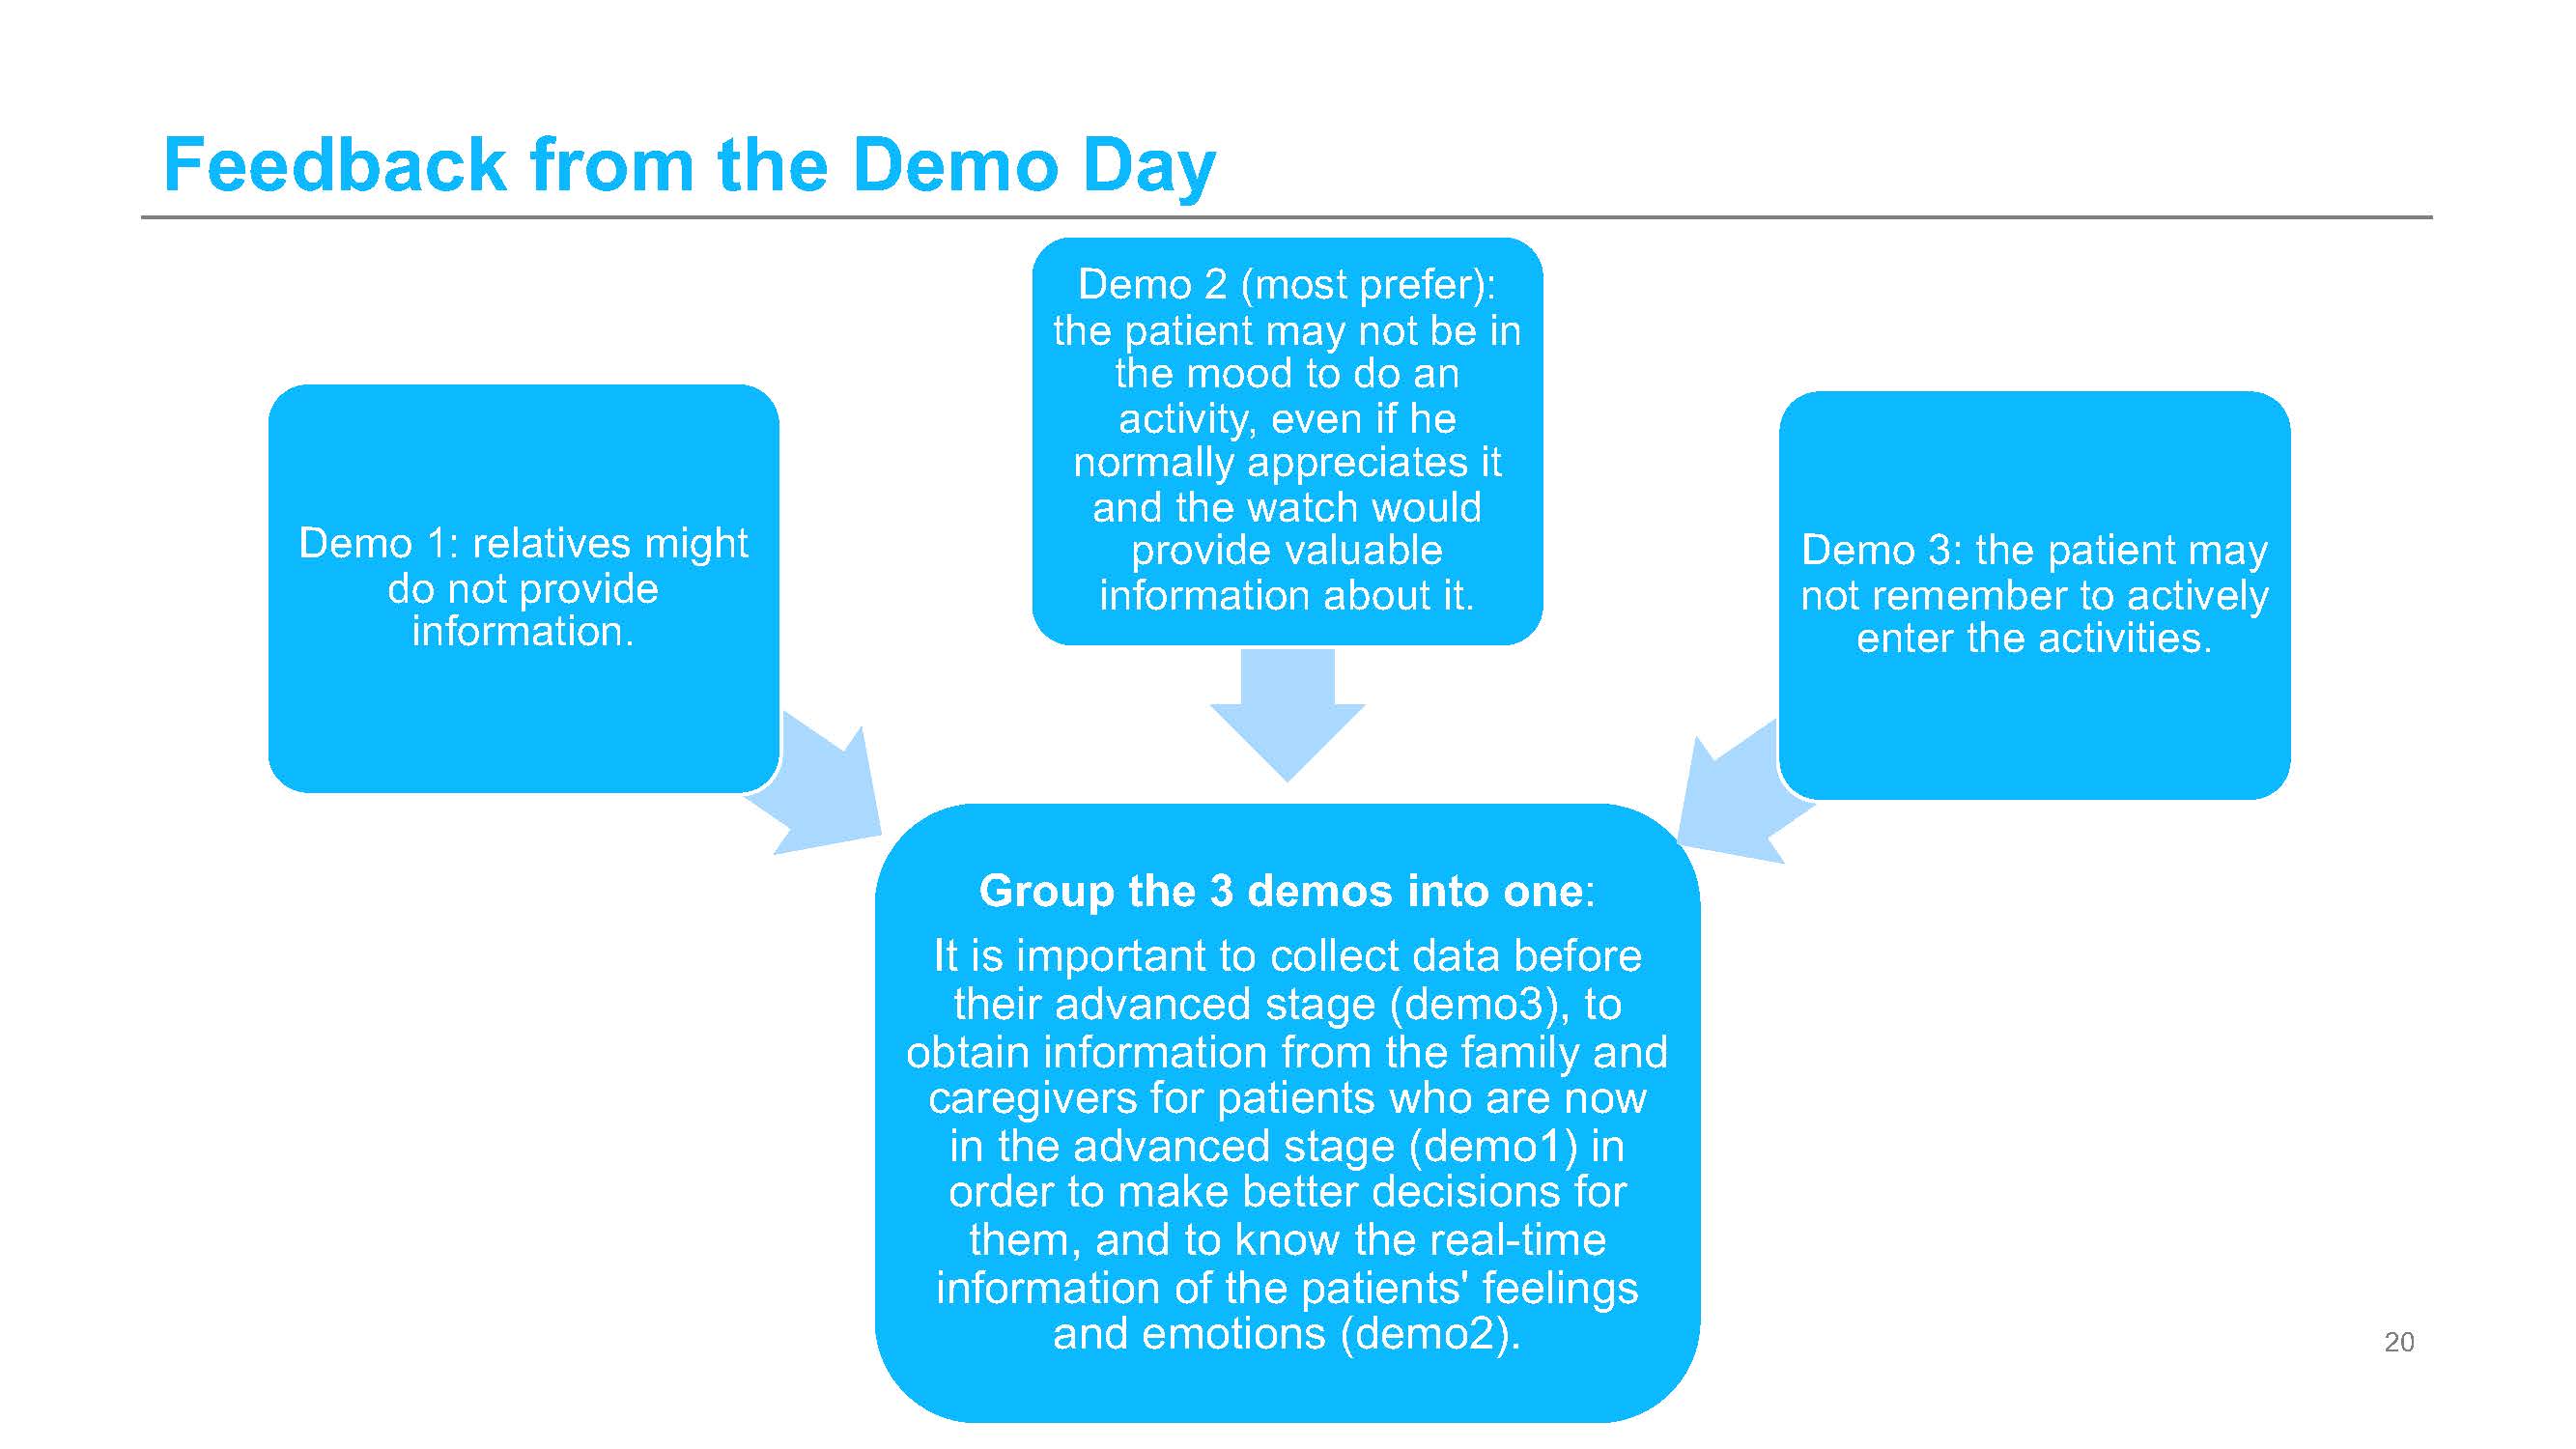 Feedback from the Demo Day
Demo 1: relatives might
do not provide
information.
Demo 2 (most prefer):
the patient may not be in
the mood to do an
activity, even if he
normally appreciates it
and the watch would
provide valuable
information about it.
Demo 3: the patient may
not remember to actively
enter the activities.
Group the 3 demos into one:
It is important to collect data before
their advanced stage (demo3), to
obtain information from the family and
caregivers for patients who are now
in the advanced stage (demo1) in
order to make better decisions for
them, and to know the real-time
information of the patients' feelings
and emotions (demo2).
20